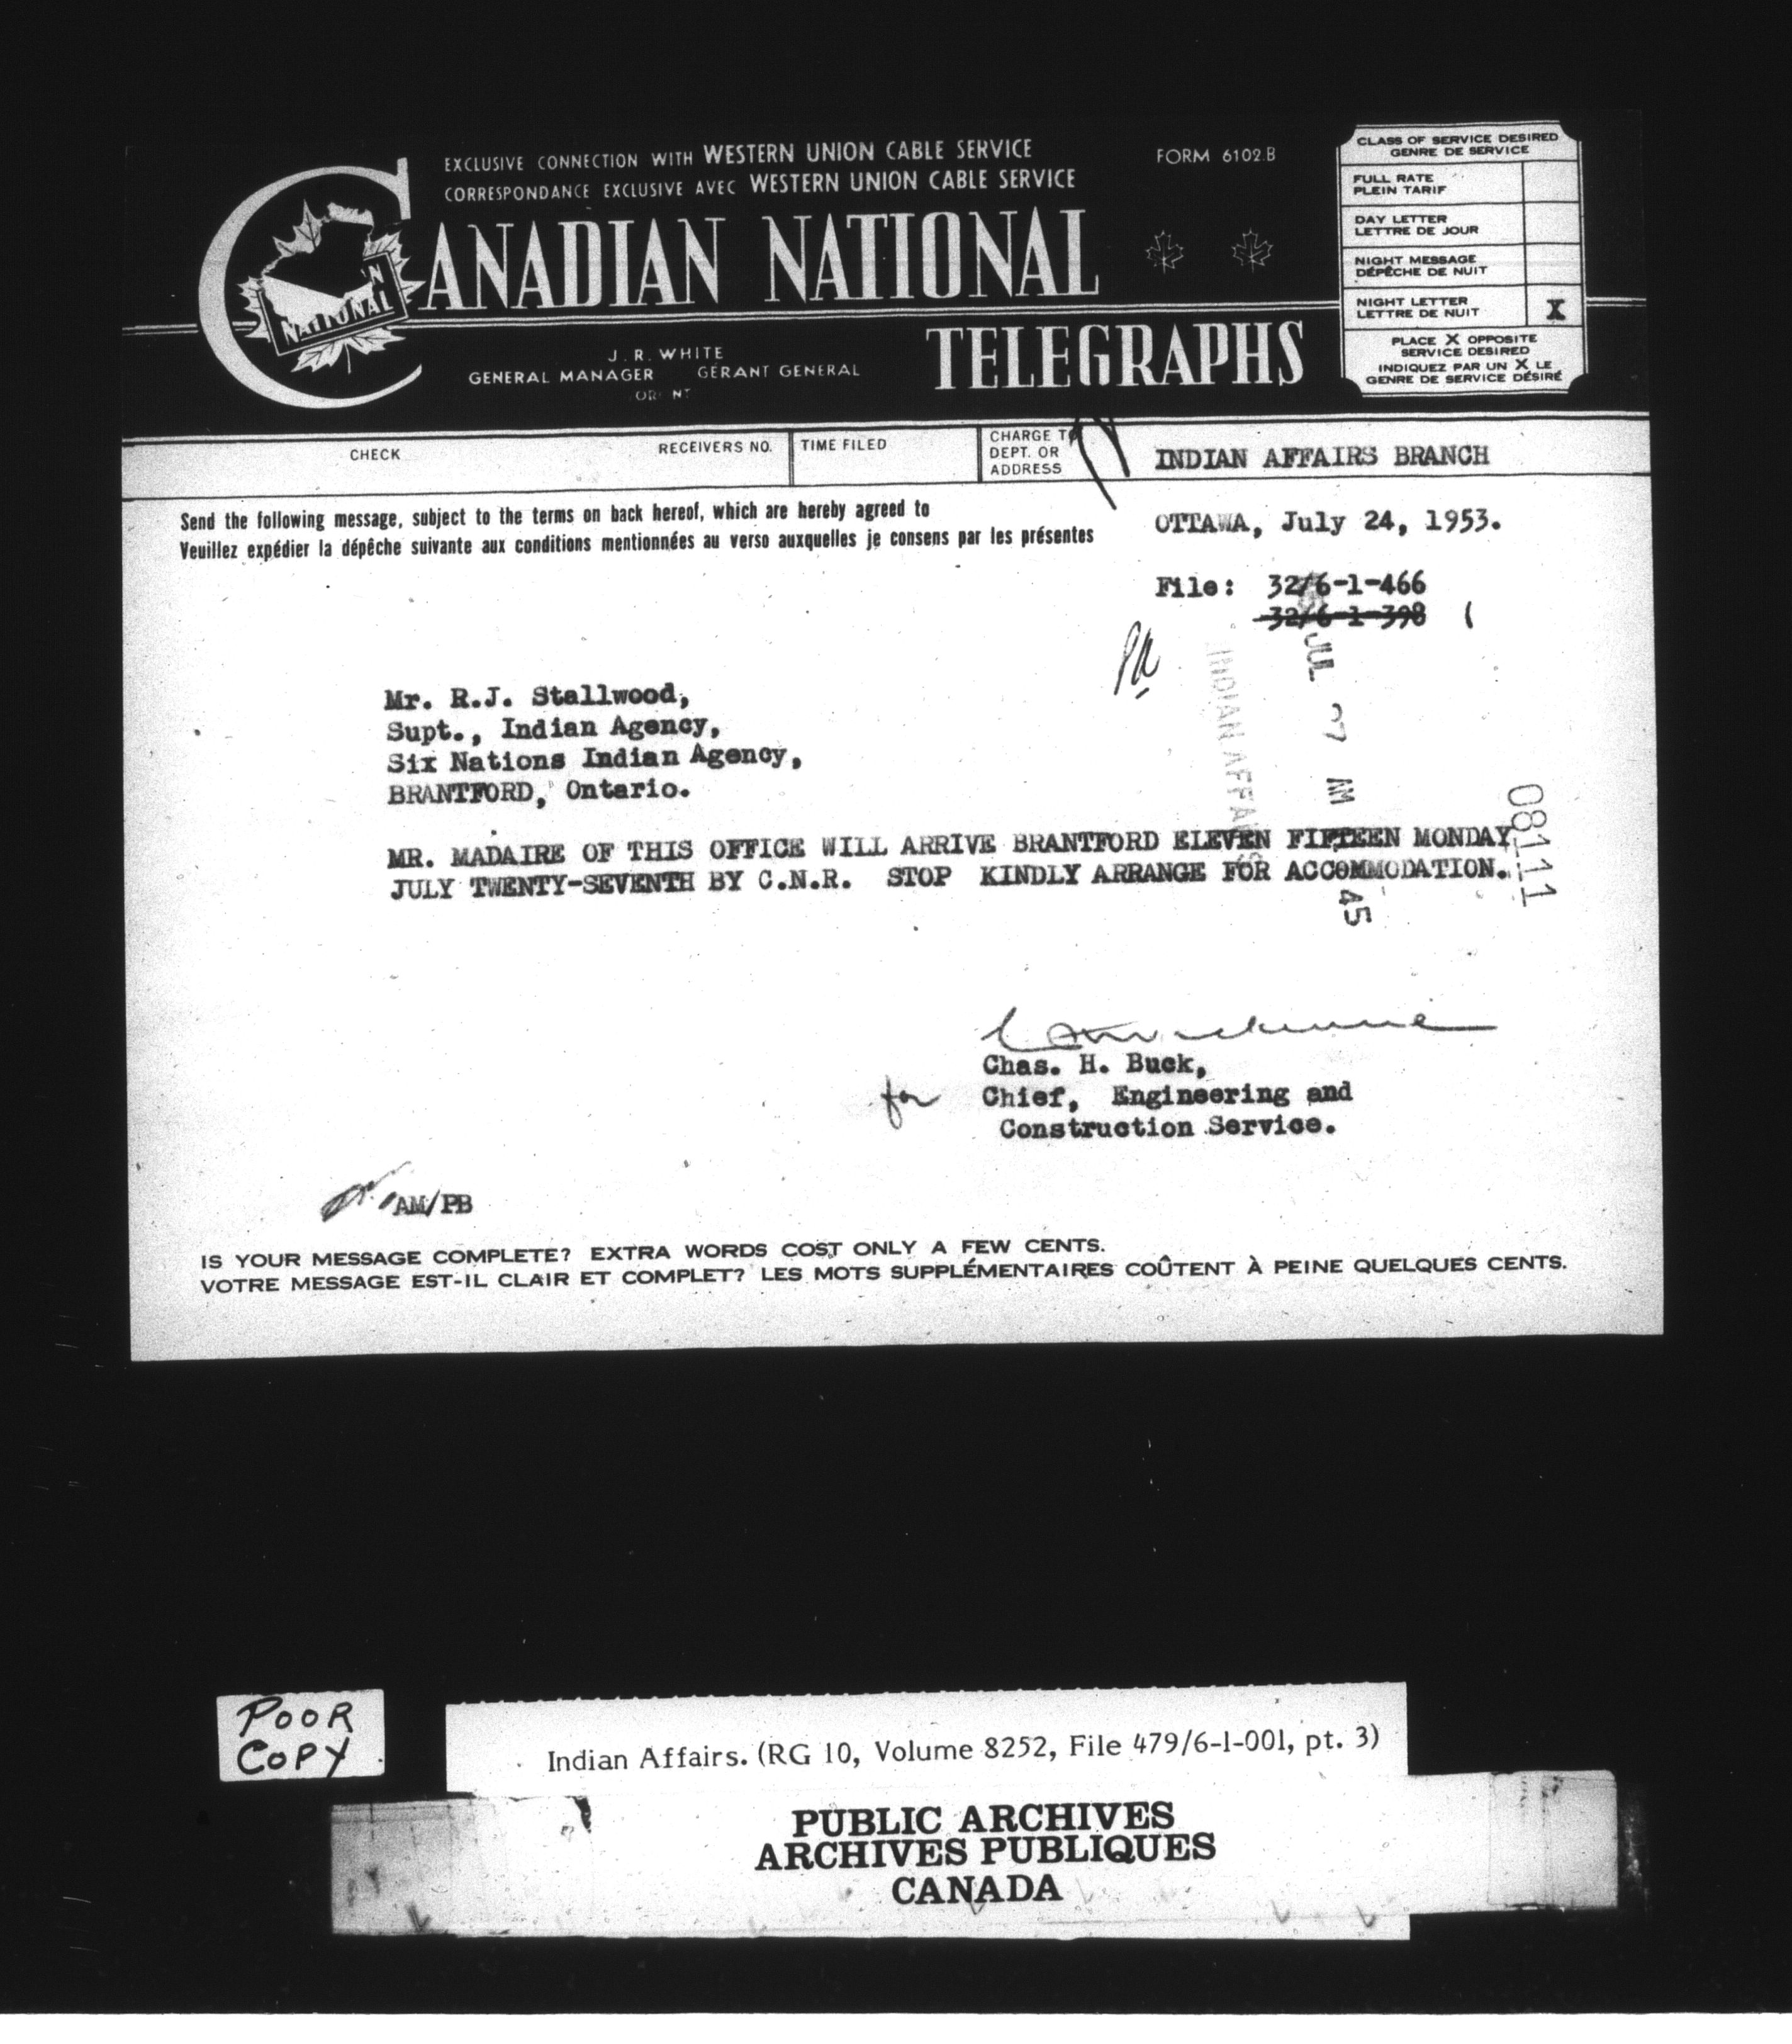 EXCLUSIVE CONNECTION WITH WESTERN UNION CABLE SERVICE
CORRESPONDANCE EXCLUSIVE AVEC WESTERN UNION CABLE SERVICE
FORM 6102.B
CANADIAN NATIONAL
TELEGRAPHS
NATIONAL
J. R. WHITE
GENERAL MANAGER GERANT GENERAL
CLASS OF SERVICE DESIRED
GENRE DE SERVICE
FULL RATE
PLEIN TARIF
DAY LETTER
LETTRE DE JOUR
NIGHT MESSAGE
DÉPÊCHE DE NUIT
NIGHT LETTER
LETTRE DE NUIT X
PLACE X OPPOSITE
SERVICE DESIRED
INDIQUEZ PAR UN X LE
GENRE DE SERVICE DÉSIRÉ
CHECK
RECEIVERS NO.
TIME FILED
CHARGE TO
DEPT. OR
ADDRESS
INDIAN AFFAIRS BRANCH
Send the following message, subject to the terms on back hereof, which are hereby agreed to
Veuillez expédier la dépêche suivante aux conditions mentionnées au verso auxquelles je consens par les présentes
OTTAWA, July 24, 1953.
File: 32/6-1-466
32/6-1-398
PA
INDIAN AFFAI
JUL 27 AM
45
08111
Mr. R.J. Stallwood,
Supt., Indian Agency,
Six Nations Indian Agency,
BRANTFORD, Ontario.
MR. MADAIRE OF THIS OFFICE WILL ARRIVE BRANTFORD ELEVEN FIFTEEN MONDAY
JULY TWENTY-SEVENTH BY C.N.R. STOP KINDLY ARRANGE FOR ACCOMMODATION.
Chas. H. Buck,
for Chief, Engineering and
Construction Service.
AM/PB
IS YOUR MESSAGE COMPLETE? EXTRA WORDS COST ONLY A FEW CENTS.
VOTRE MESSAGE EST-IL CLAIR ET COMPLET? LES MOTS SUPPLÉMENTAIRES COÛTENT À PEINE QUELQUES CENTS.
POOR
COPY
Indian Affairs. (RG 10, Volume 8252, File 479/6-1-001, pt. 3)
PUBLIC ARCHIVES
ARCHIVES PUBLIQUES
CANADA